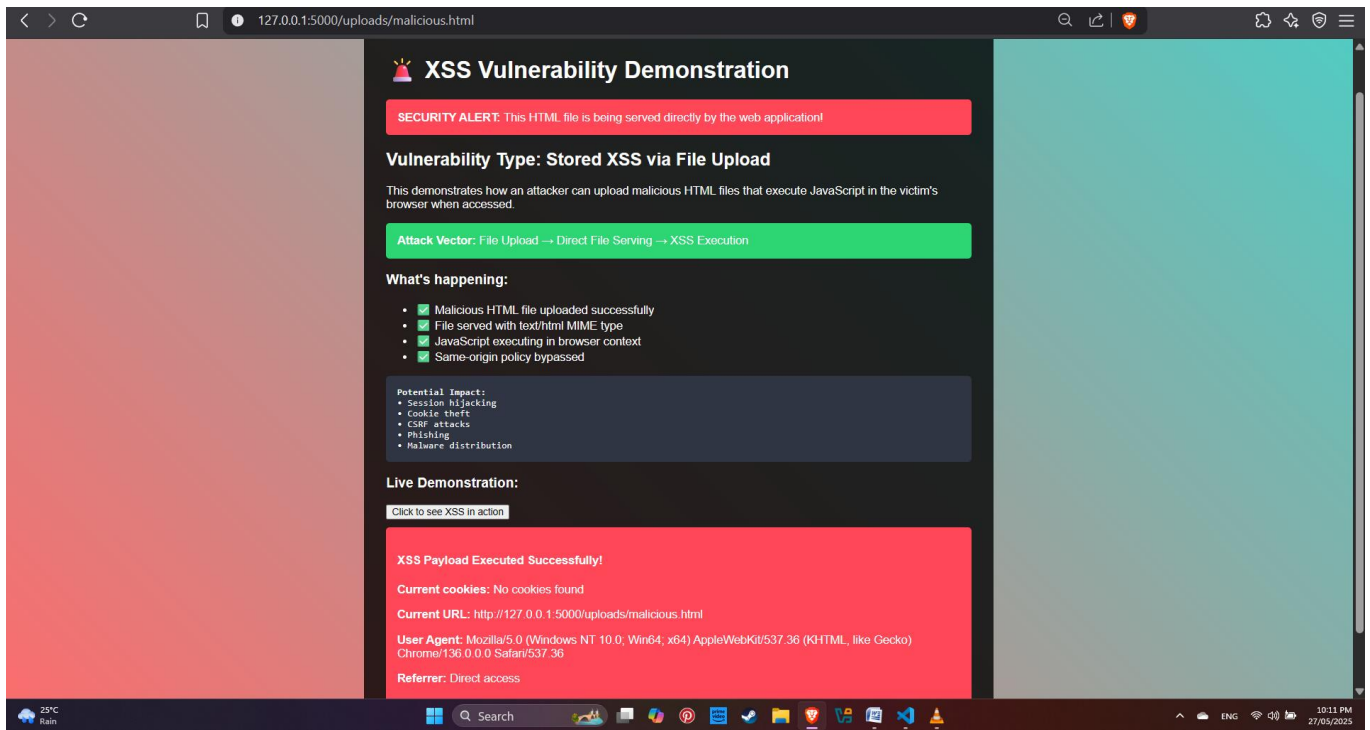 127.0.0.1:5000/uploads/malicious.html
XSS Vulnerability Demonstration
SECURITY ALERT: This HTML file is being served directly by the web application!
Vulnerability Type: Stored XSS via File Upload
This demonstrates how an attacker can upload malicious HTML files that execute JavaScript in the victim's
browser when accessed.
Attack Vector: File Upload → Direct File Serving → XSS Execution
What's happening:
• ✅ Malicious HTML file uploaded successfully
• ✅ File served with text/html MIME type
• ✅ JavaScript executing in browser context
• ✅ Same-origin policy bypassed
Potential Impact:
• Session hijacking
• Cookie theft
• CSRF attacks
• Phishing
• Malware distribution
Live Demonstration:
Click to see XSS in action
XSS Payload Executed Successfully!
Current cookies: No cookies found
Current URL: http://127.0.0.1:5000/uploads/malicious.html
User Agent: Mozilla/5.0 (Windows NT 10.0; Win64; x64) AppleWebKit/537.36 (KHTML, like Gecko)
Chrome/136.0.0.0 Safari/537.36
Referrer: Direct access
25°C
Rain
Search
ENG
10:11 PM
27/05/2025